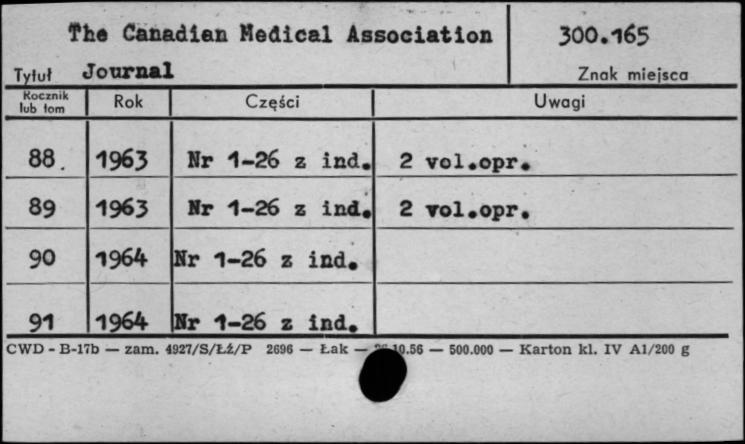 The Canadian Medical Association 300.165
Tytuł Journal Znak miejsca
Rocznik lub tom Rok Części Uwagi
88. 1963 Nr 1-26 z ind. 2 vol.opr.
89 1963 Nr 1-26 z ind. 2 vol.opr.
90 1964 Nr 1-26 z ind.
91 1964 Nr 1-26 z ind.
CWD - B-17b — zam. 4927/S/Łź/P 2696 — Łak — 10.56 — 500.000 — Karton kl. IV A1/200 g